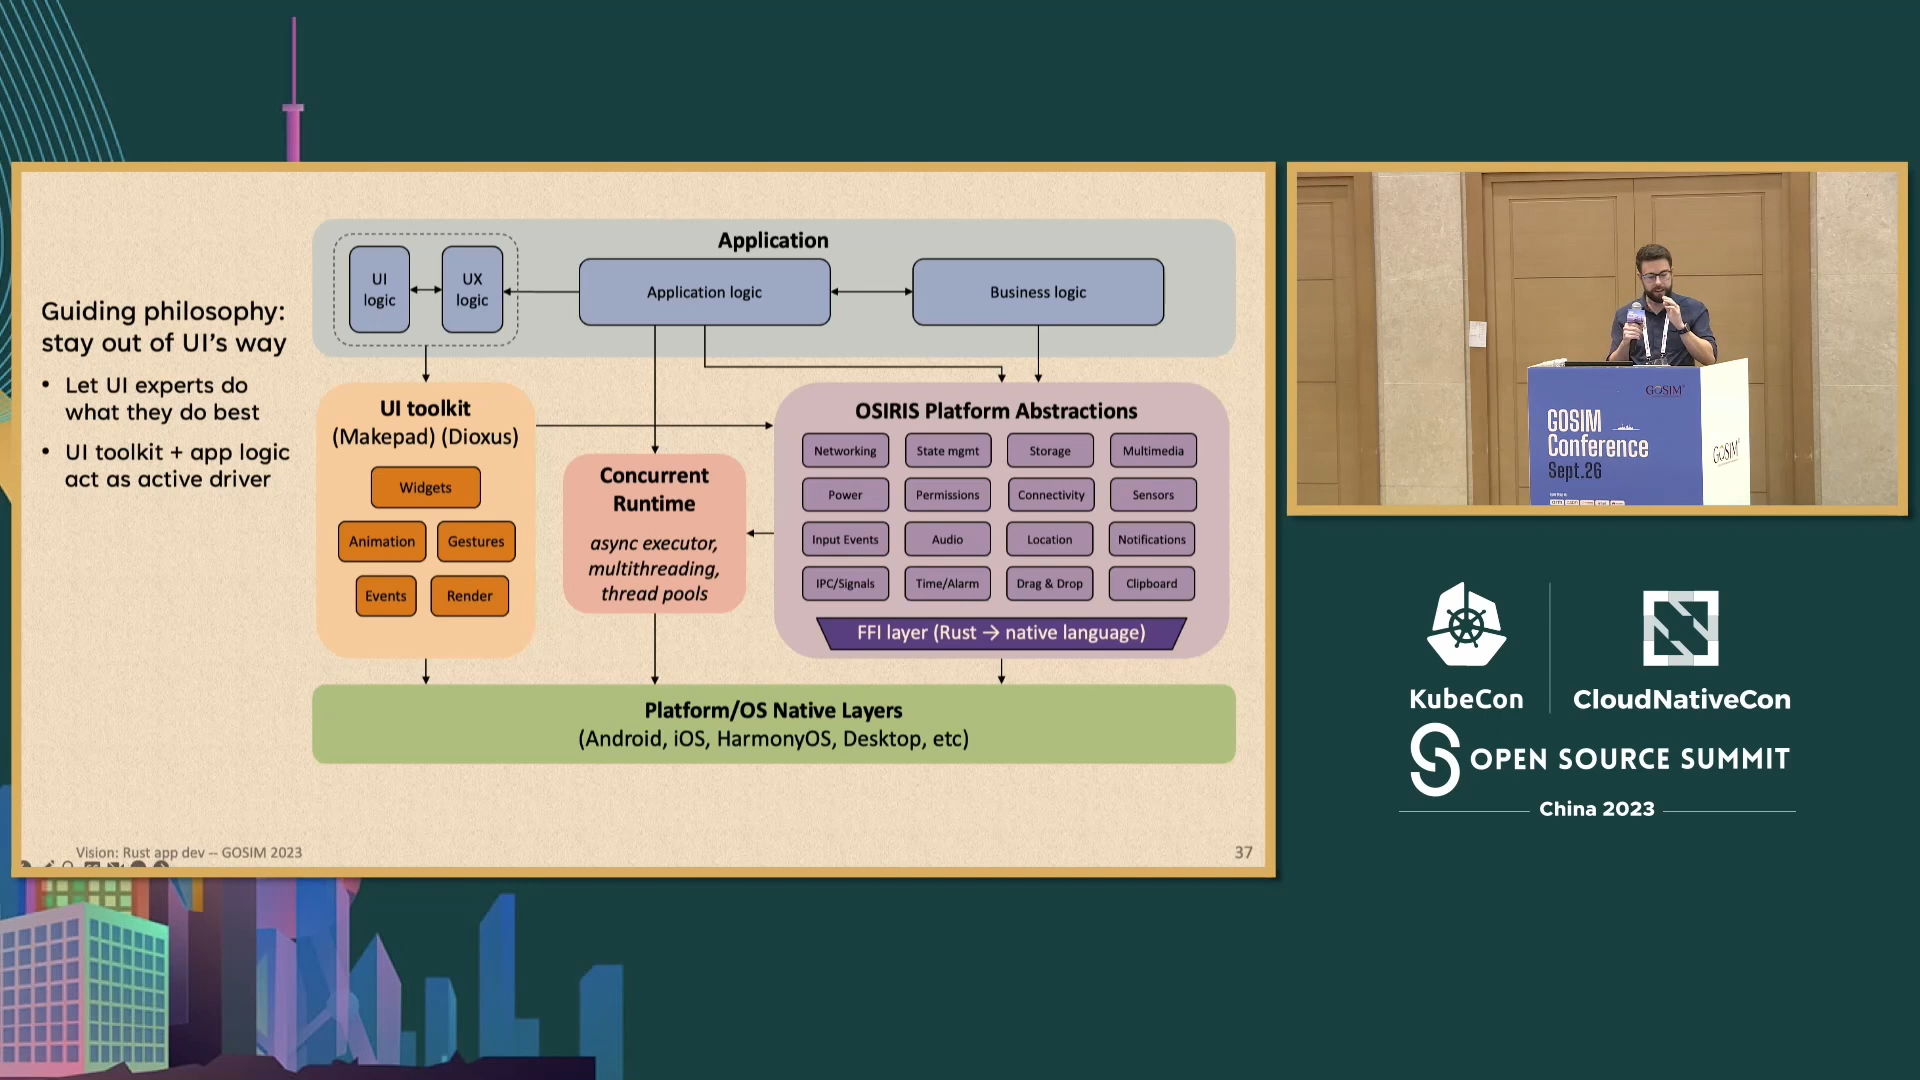 Guiding philosophy:
stay out of UI's way
• Let UI experts do
what they do best
• UI toolkit + app logic
act as active driver
Application
UI
logic
UX
logic
Application logic
Business logic
UI toolkit
(Makepad) (Dioxus)
Widgets
Animation
Gestures
Events
Render
Concurrent
Runtime
async executor,
multithreading,
thread pools
OSIRIS Platform Abstractions
Networking
State mgmt
Storage
Multimedia
Power
Permissions
Connectivity
Sensors
Input Events
Audio
Location
Notifications
IPC/Signals
Time/Alarm
Drag & Drop
Clipboard
FFI layer (Rust → native language)
Platform/OS Native Layers
(Android, iOS, HarmonyOS, Desktop, etc)
Vision: Rust app dev -- GOSIM 2023
37
GOSIM
GOSIM
Conference
Sept.26
GOSIM
KubeCon
CloudNativeCon
OPEN SOURCE SUMMIT
China 2023